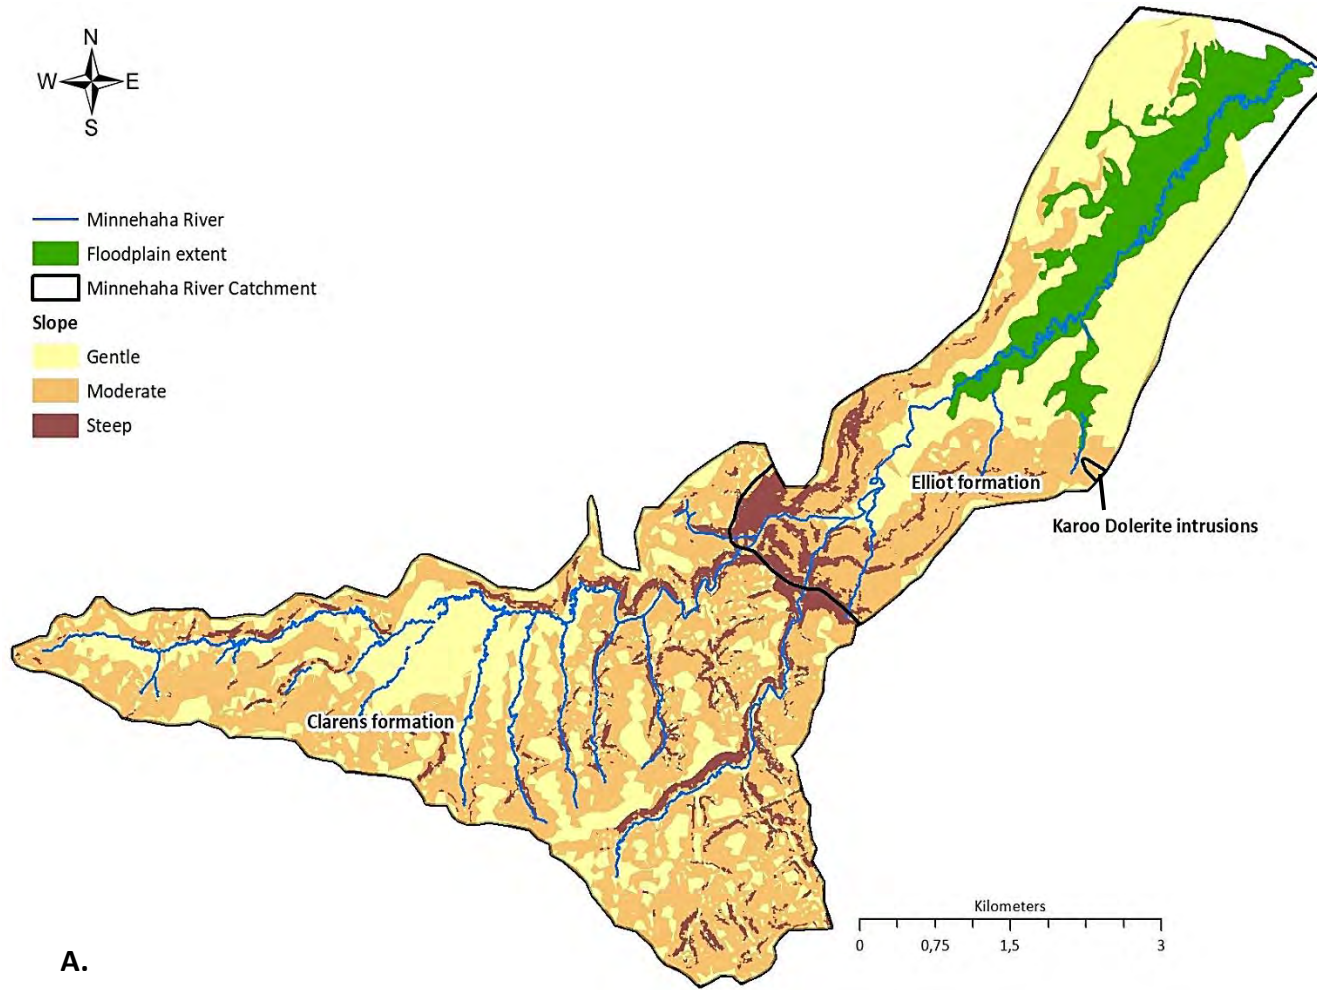 N
W E
S
Minnehaha River
Floodplain extent
Minnehaha River Catchment
Slope
Gentle
Moderate
Steep
Elliot formation
Karoo Dolerite intrusions
Clarens formation
Kilometers
0 0,75 1,5 3
A.